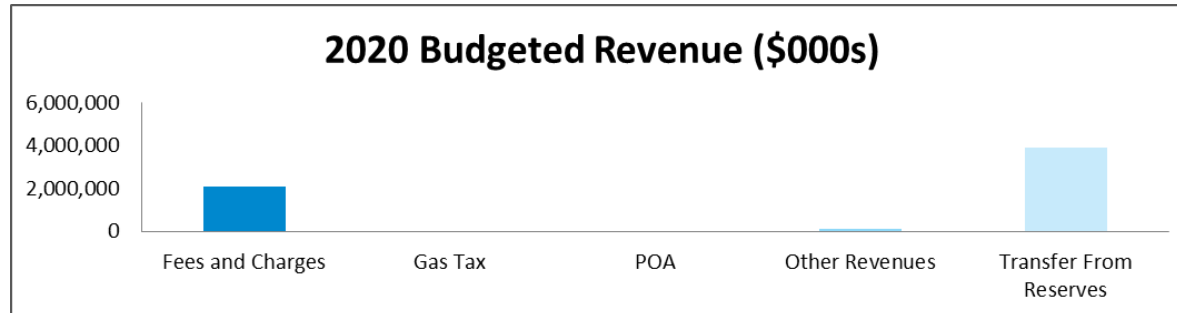 2020 Budgeted Revenue ($000s)
6,000,000
4,000,000
2,000,000
0
Fees and Charges
Gas Tax
POA
Other Revenues
Transfer From
Reserves